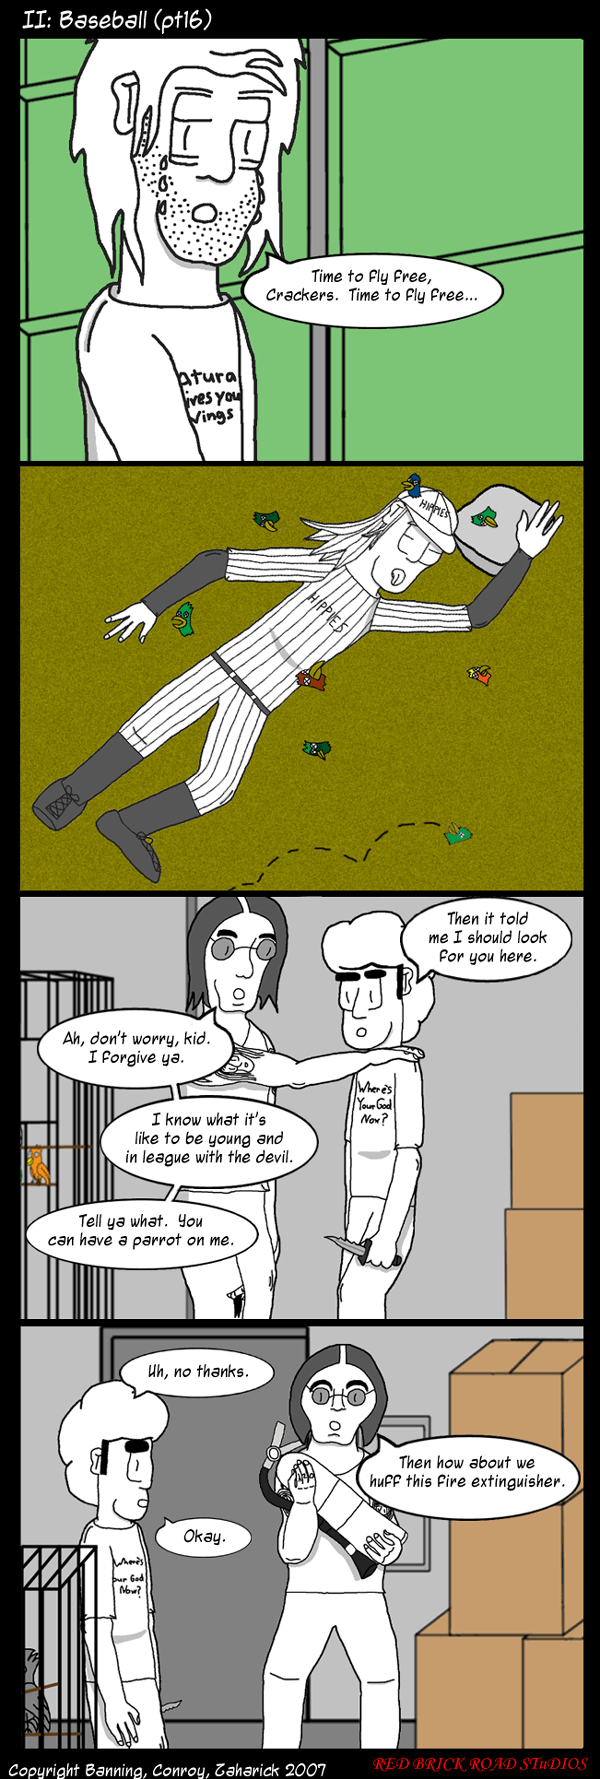 II: Baseball (pt16)
Time to fly free,
Crackers. Time to fly free...
atura
ives you
vings
HIPPIES
HIPPIES
Then it told
me I should look
for you here.
Ah, don't worry, kid.
I forgive ya.
I know what it's
like to be young and
in league with the devil.
Tell ya what. You
can have a parrot on me.
Where's
Your God
Now?
Uh, no thanks.
Then how about we
huff this fire extinguisher.
Okay.
Where's
our God
Now?
Copyright Banning, Conroy, Zaharick 2007
RED BRICK ROAD STuDIOS